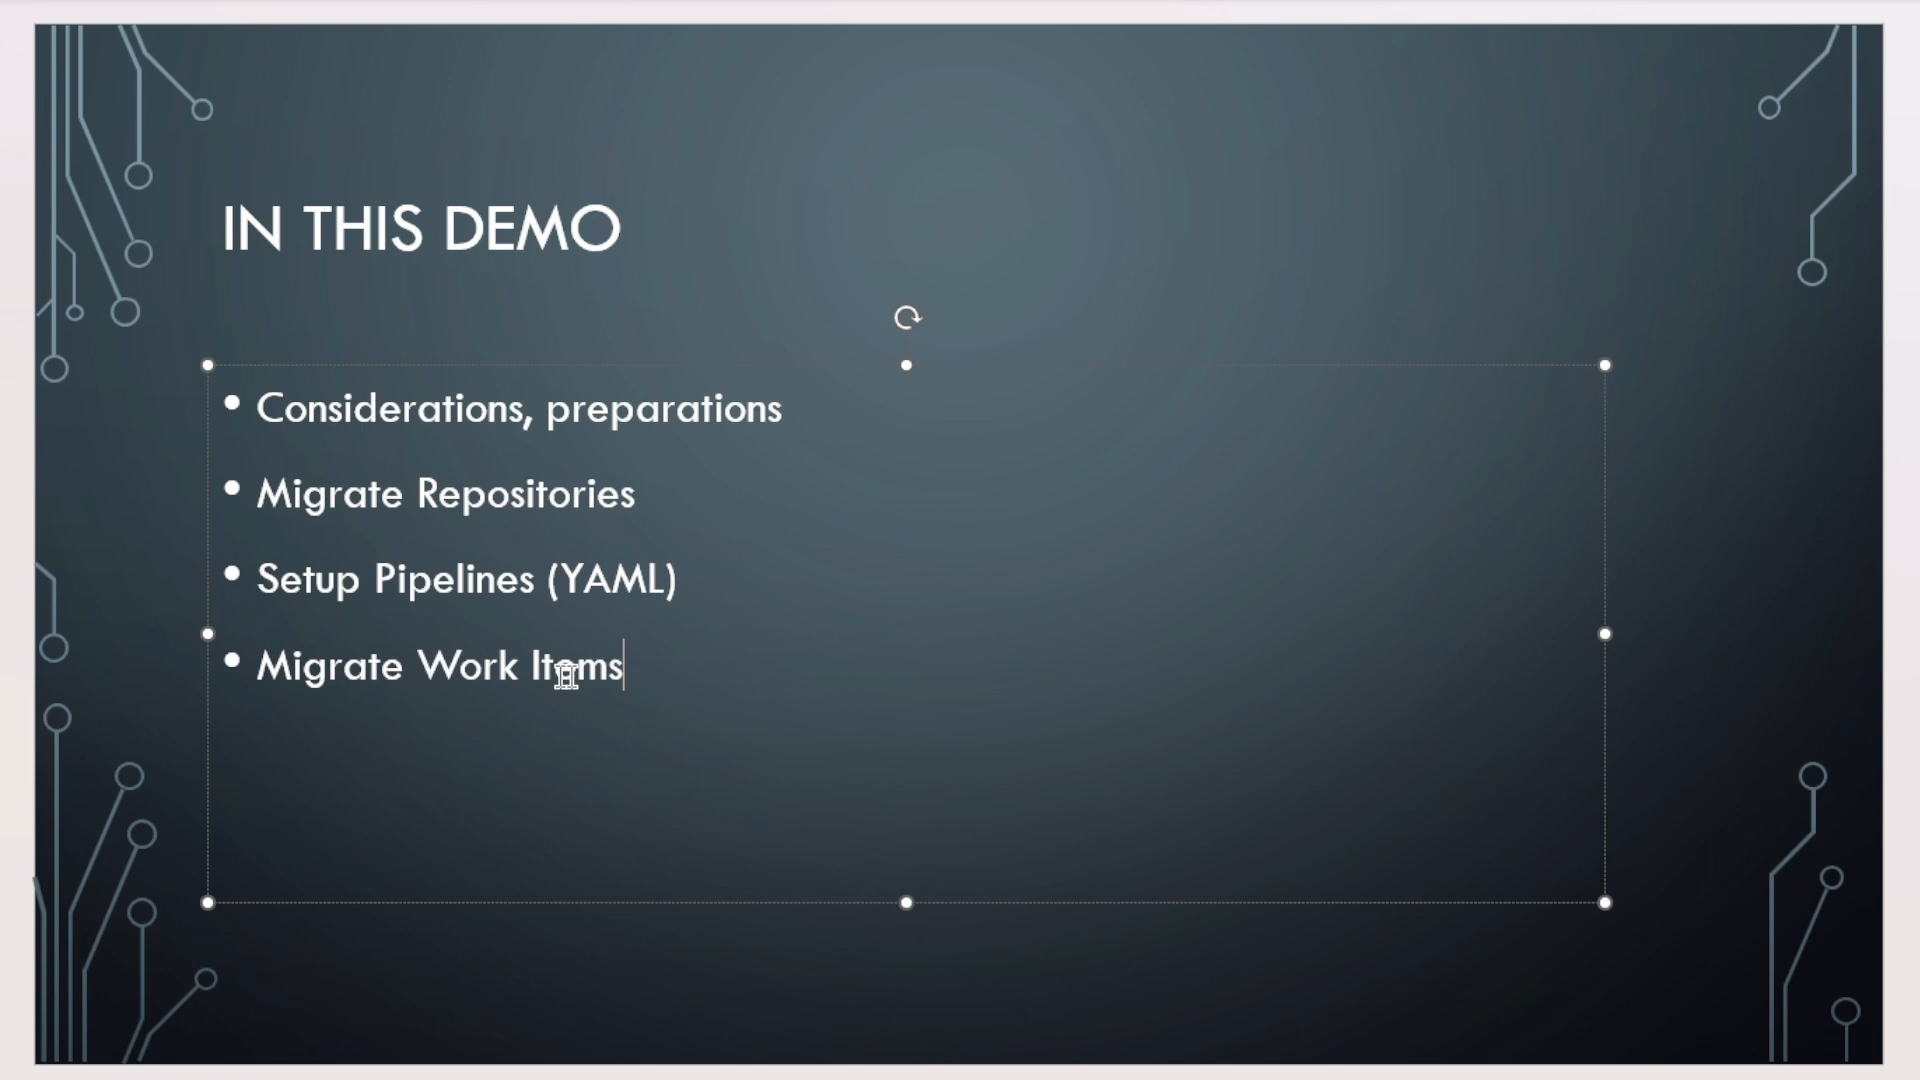 IN THIS DEMO
• Considerations, preparations
• Migrate Repositories
• Setup Pipelines (YAML)
• Migrate Work Items